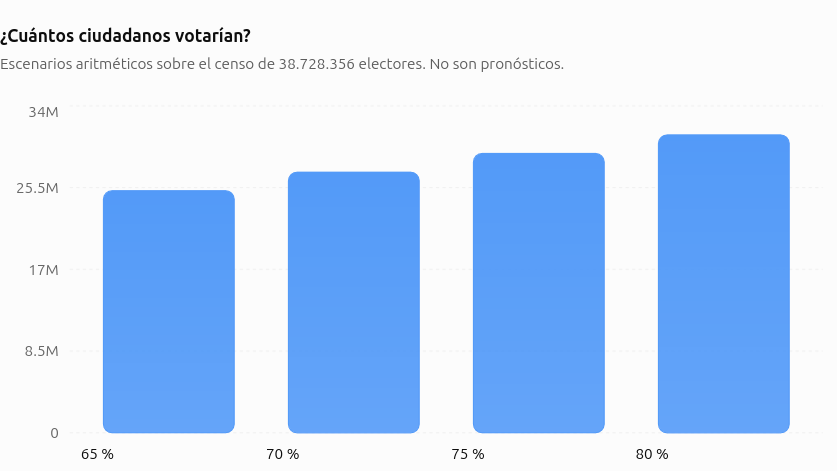 ¿Cuántos ciudadanos votarían?
Escenarios aritméticos sobre el censo de 38.728.356 electores. No son pronósticos.
34M
25.5M
17M
8.5M
0
65 % 70 % 75 % 80 %